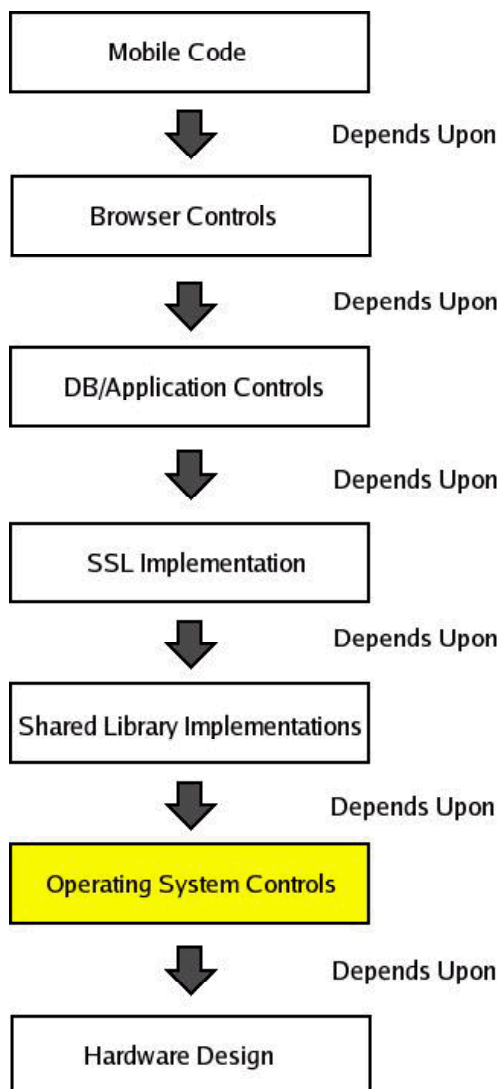 Mobile Code
Depends Upon
Browser Controls
Depends Upon
DB/Application Controls
Depends Upon
SSL Implementation
Depends Upon
Shared Library Implementations
Depends Upon
Operating System Controls
Depends Upon
Hardware Design